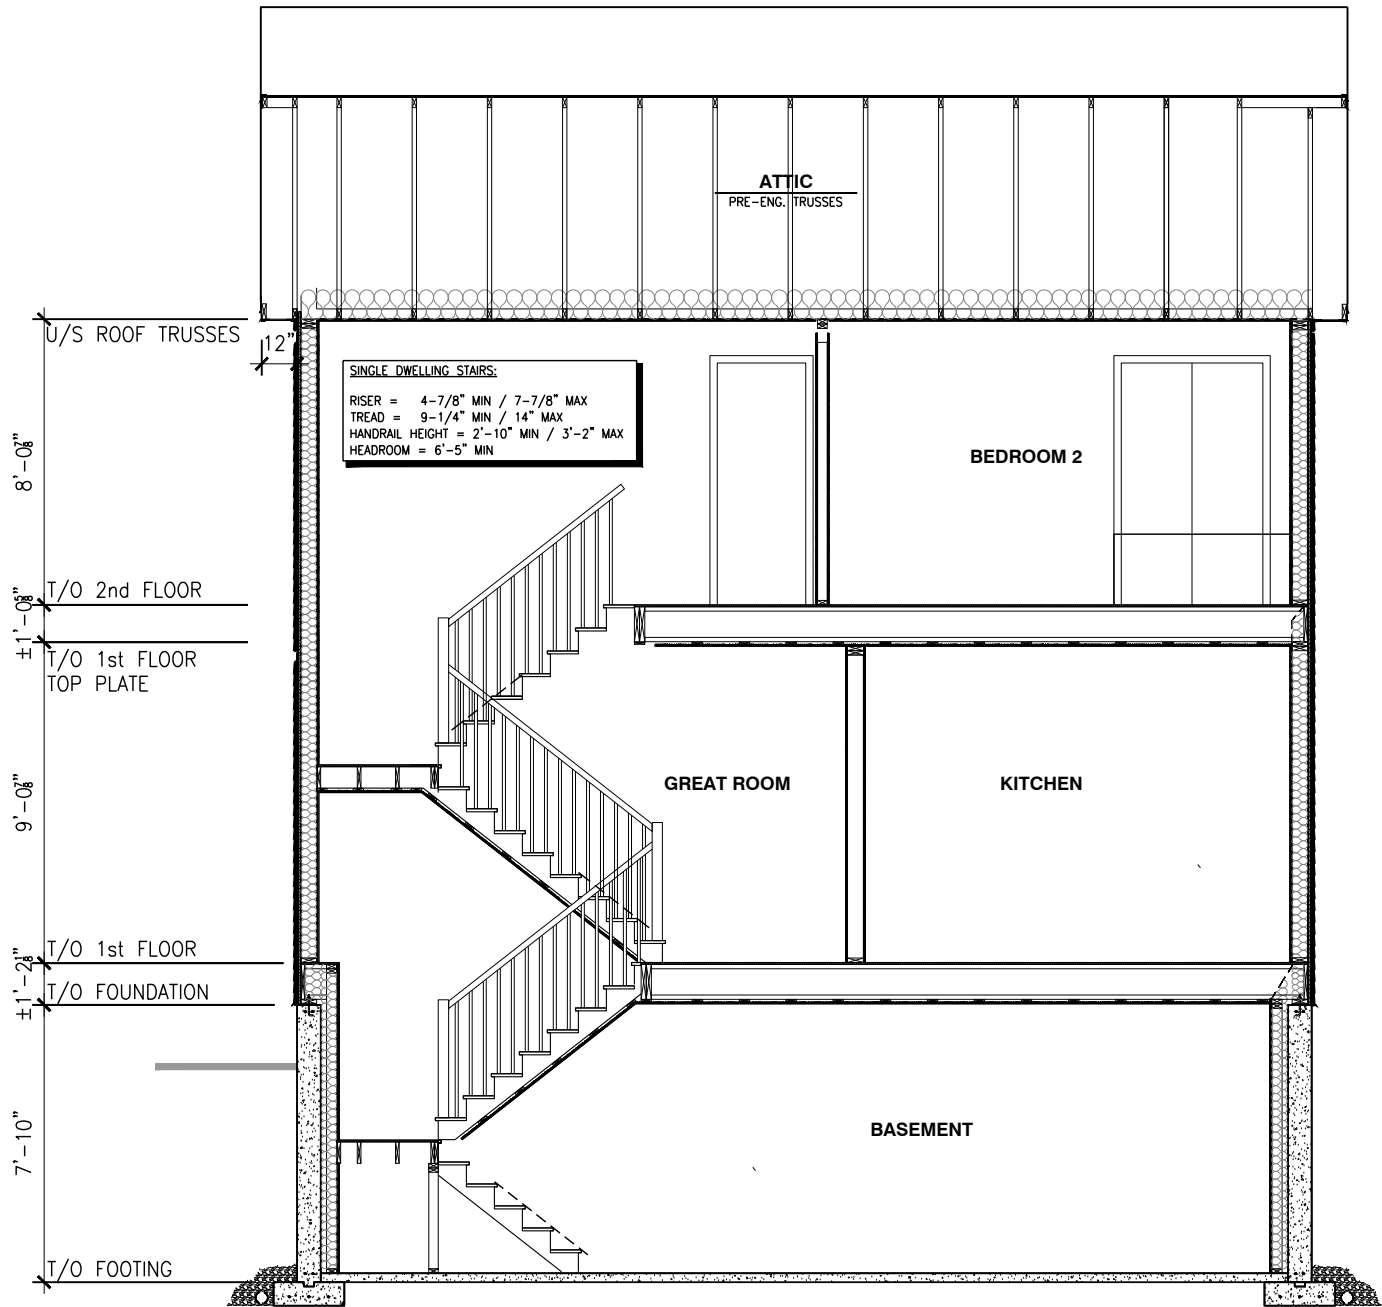 ATTIC
PRE-ENG. TRUSSES
U/S ROOF TRUSSES
12"
SINGLE DWELLING STAIRS:
RISER = 4-7/8" MIN / 7-7/8" MAX
TREAD = 9-1/4" MIN / 14" MAX
HANDRAIL HEIGHT = 2'-10" MIN / 3'-2" MAX
HEADROOM = 6'-5" MIN
8'-0⅞"
BEDROOM 2
T/O 2nd FLOOR
±1'-0⅝"
T/O 1st FLOOR
TOP PLATE
9'-0⅞"
GREAT ROOM
KITCHEN
T/O 1st FLOOR
±1'-2⅛"
T/O FOUNDATION
7'-10"
BASEMENT
T/O FOOTING